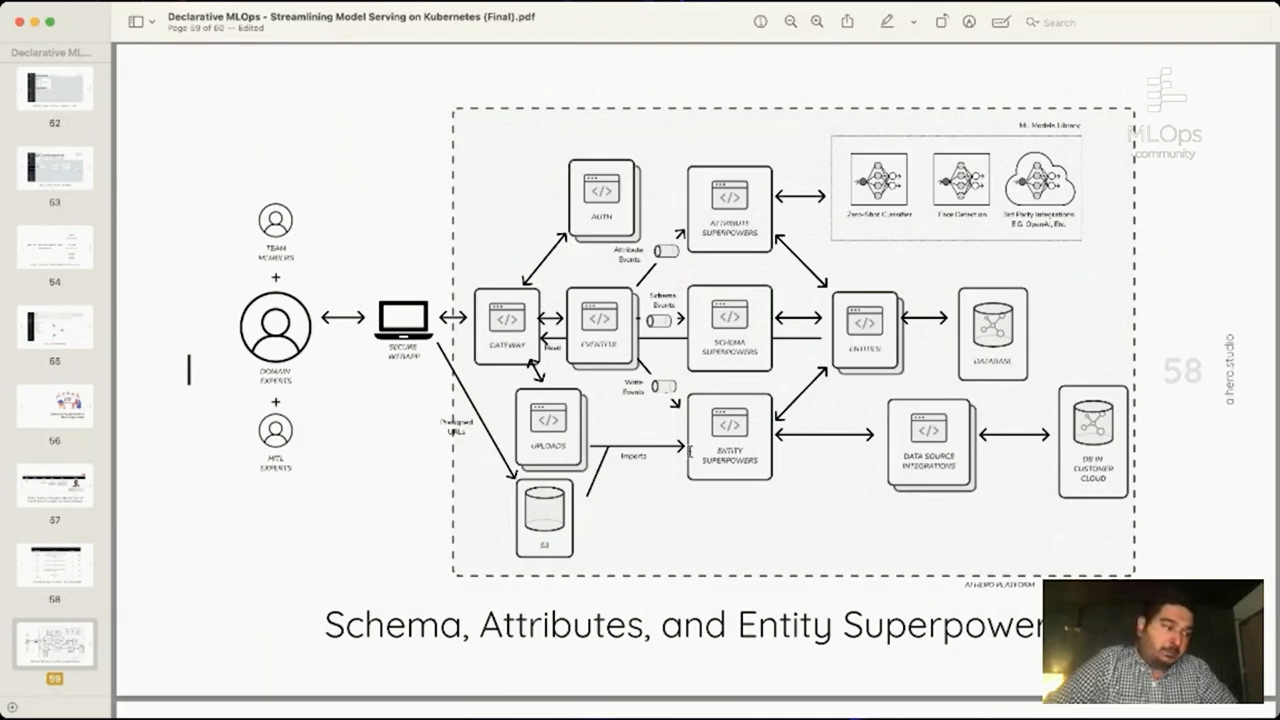 Declarative MLOps - Streamlining Model Serving on Kubernetes (Final).pdf
Page 59 of 60 — Edited
Search
Declarative ML...
52
53
54
55
56
57
58
59
MLOps
.community
ML Models Library
Zero-Shot Classifier
Face Detection
3rd Party Integrations
E.G. OpenAI, Etc.
AUTH
ATTRIBUTE
SUPERPOWERS
Attribute
Events
TEAM
MEMBERS
+
DOMAIN
EXPERTS
+
HITL
EXPERTS
SECURE
WEBAPP
GATEWAY
Read
EVENTFUL
Schema
Events
SCHEMA
SUPERPOWERS
ENTITIES
DATABASE
Write
Events
Presigned
URLs
UPLOADS
Imports
ENTITY
SUPERPOWERS
DATA SOURCE
INTEGRATIONS
DB IN
CUSTOMER
CLOUD
S3
AI HERO PLATFORM
58
a hero.studio
Schema, Attributes, and Entity Superpower